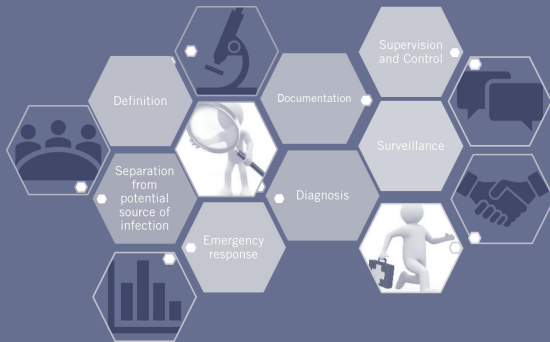 Supervision
and Control
Definition
Documentation
Surveillance
Separation
from
potential
source of
infection
Diagnosis
Emergency
response